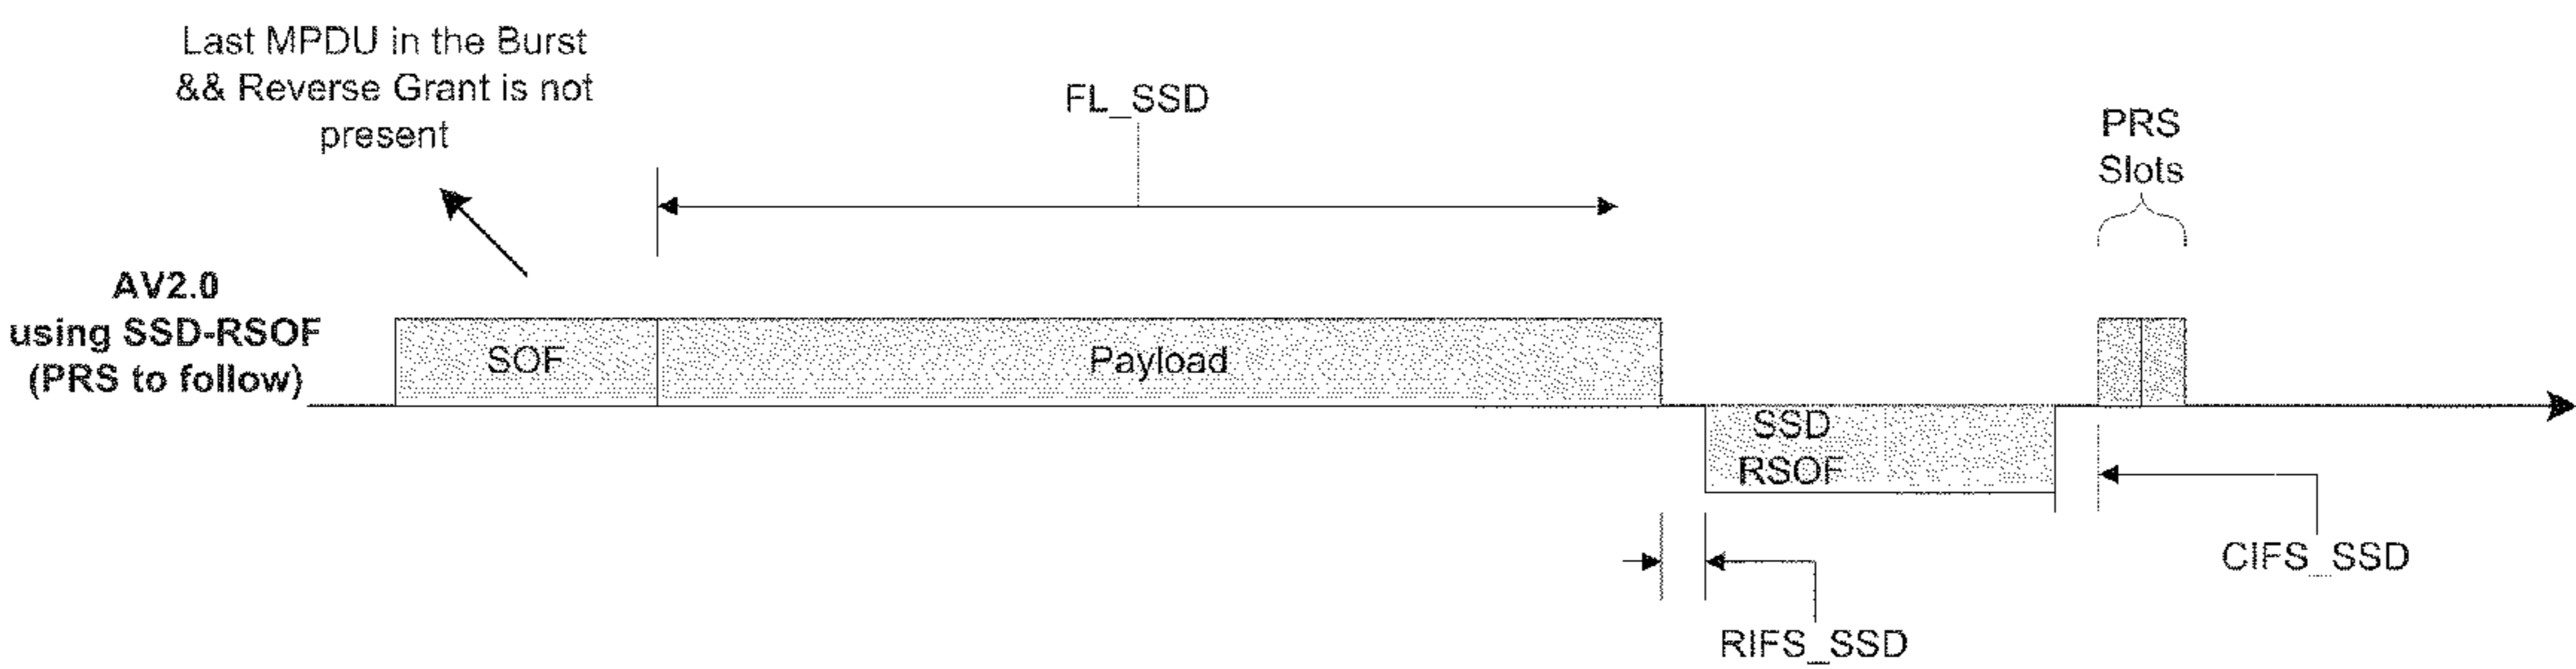 Last MPDU in the Burst
&& Reverse Grant is not
present
FL_SSD
PRS
Slots
AV2.0
using SSD-RSOF
(PRS to follow)
SOF
Payload
SSD
RSOF
CIFS_SSD
RIFS_SSD